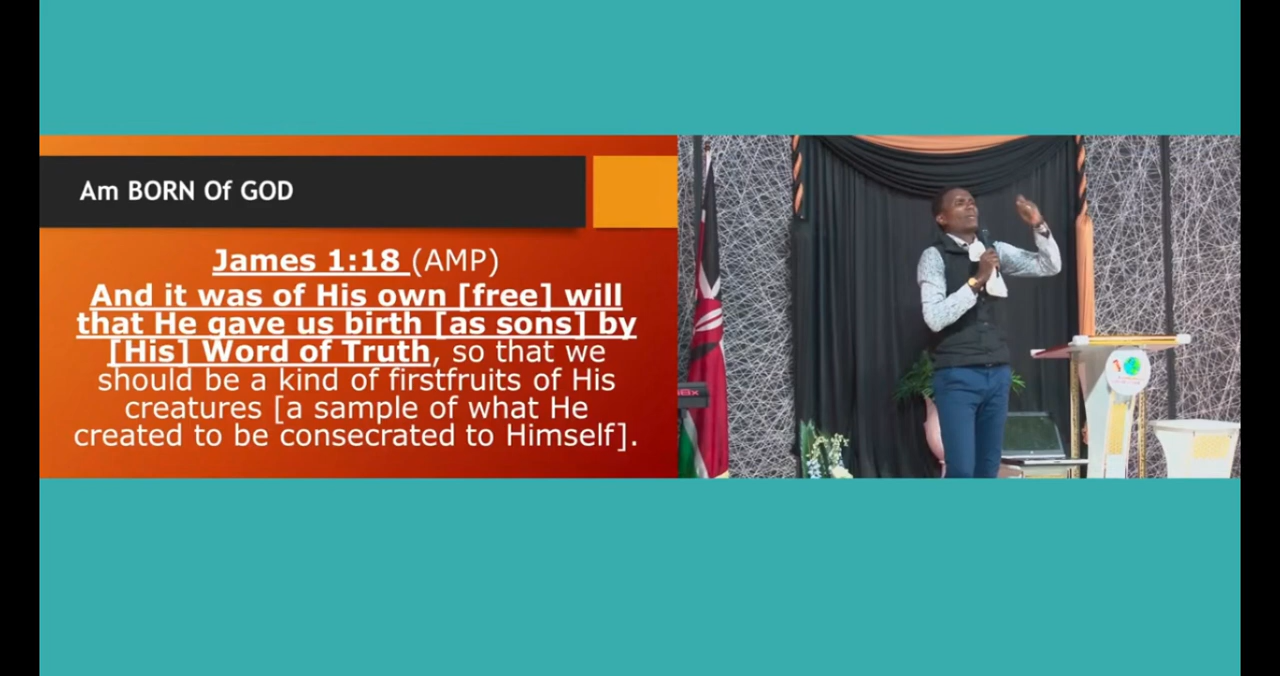 Am BORN Of GOD
James 1:18 (AMP)
And it was of His own [free] will
that He gave us birth [as sons] by
[His] Word of Truth, so that we
should be a kind of firstfruits of His
creatures [a sample of what He
created to be consecrated to Himself].